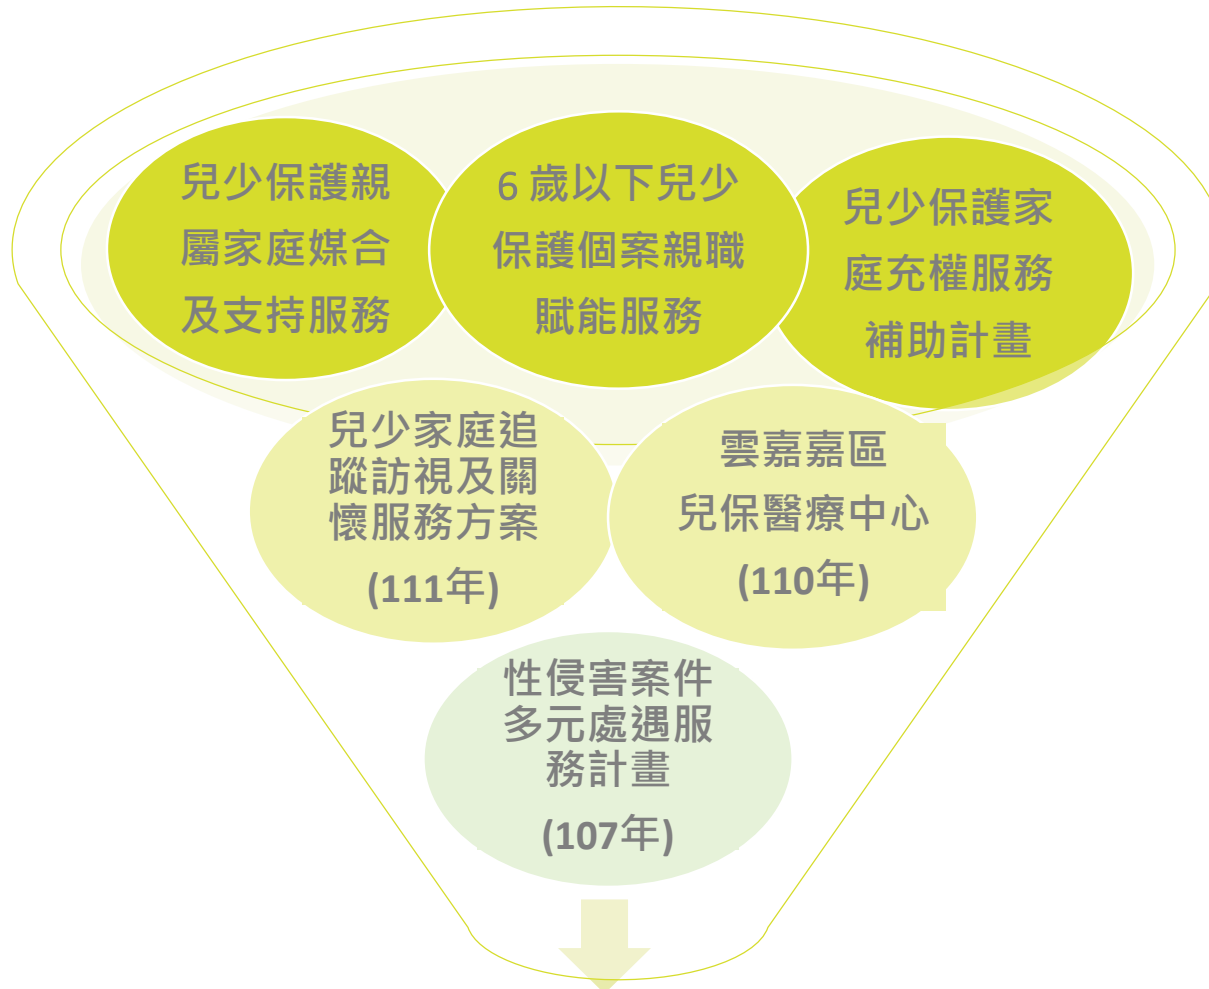 兒少保護親
屬家庭媒合
及支持服務
6 歲以下兒少
保護個案親職
賦能服務
兒少保護家
庭充權服務
補助計畫
兒少家庭追
蹤訪視及關
懷服務方案
(111年)
雲嘉嘉區
兒保醫療中心
(110年)
性侵害案件
多元處遇服
務計畫
(107年)